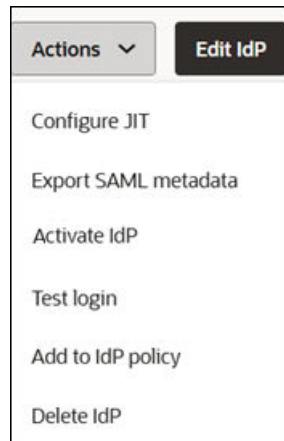 Actions Edit IdP
Configure JIT
Export SAML metadata
Activate IdP
Test login
Add to IdP policy
Delete IdP